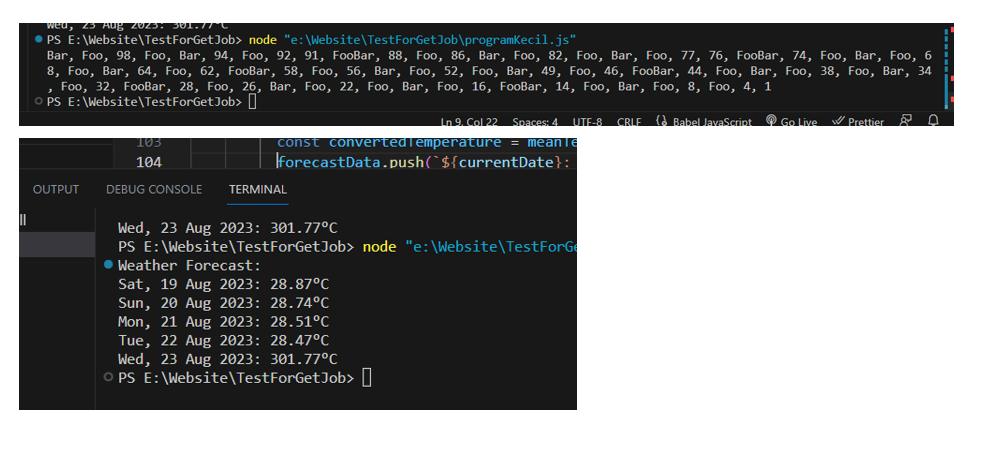 Wed, 23 Aug 2023: 301.77°C
PS E:\Website\TestForGetJob> node "e:\Website\TestForGetJob\programKecil.js"
Bar, Foo, 98, Foo, Bar, 94, Foo, 92, 91, FooBar, 88, Foo, 86, Bar, Foo, 82, Foo, Bar, Foo, 77, 76, FooBar, 74, Foo, Bar, Foo, 6
8, Foo, Bar, 64, Foo, 62, FooBar, 58, Foo, 56, Bar, Foo, 52, Foo, Bar, 49, Foo, 46, FooBar, 44, Foo, Bar, Foo, 38, Foo, Bar, 34
, Foo, 32, FooBar, 28, Foo, 26, Bar, Foo, 22, Foo, Bar, Foo, 16, FooBar, 14, Foo, Bar, Foo, 8, Foo, 4, 1
PS E:\Website\TestForGetJob>
Ln 9, Col 22 Spaces: 4 UTF-8 CRLF Babel JavaScript Go Live Prettier
103 const convertedTemperature = meanTe
104 forecastData.push(`${currentDate}:
OUTPUT DEBUG CONSOLE TERMINAL
Wed, 23 Aug 2023: 301.77°C
PS E:\Website\TestForGetJob> node "e:\Website\TestForGe
Weather Forecast:
Sat, 19 Aug 2023: 28.87°C
Sun, 20 Aug 2023: 28.74°C
Mon, 21 Aug 2023: 28.51°C
Tue, 22 Aug 2023: 28.47°C
Wed, 23 Aug 2023: 301.77°C
PS E:\Website\TestForGetJob>